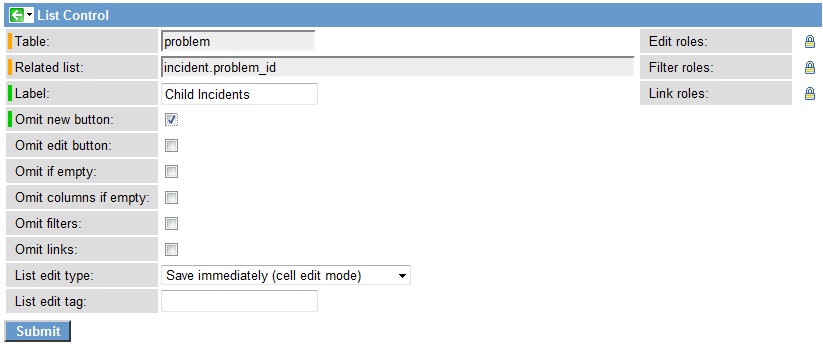 List Control
Table: problem Edit roles:
Related list: incident.problem_id Filter roles:
Label: Child Incidents Link roles:
Omit new button:
Omit edit button:
Omit if empty:
Omit columns if empty:
Omit filters:
Omit links:
List edit type: Save immediately (cell edit mode)
List edit tag:
Submit